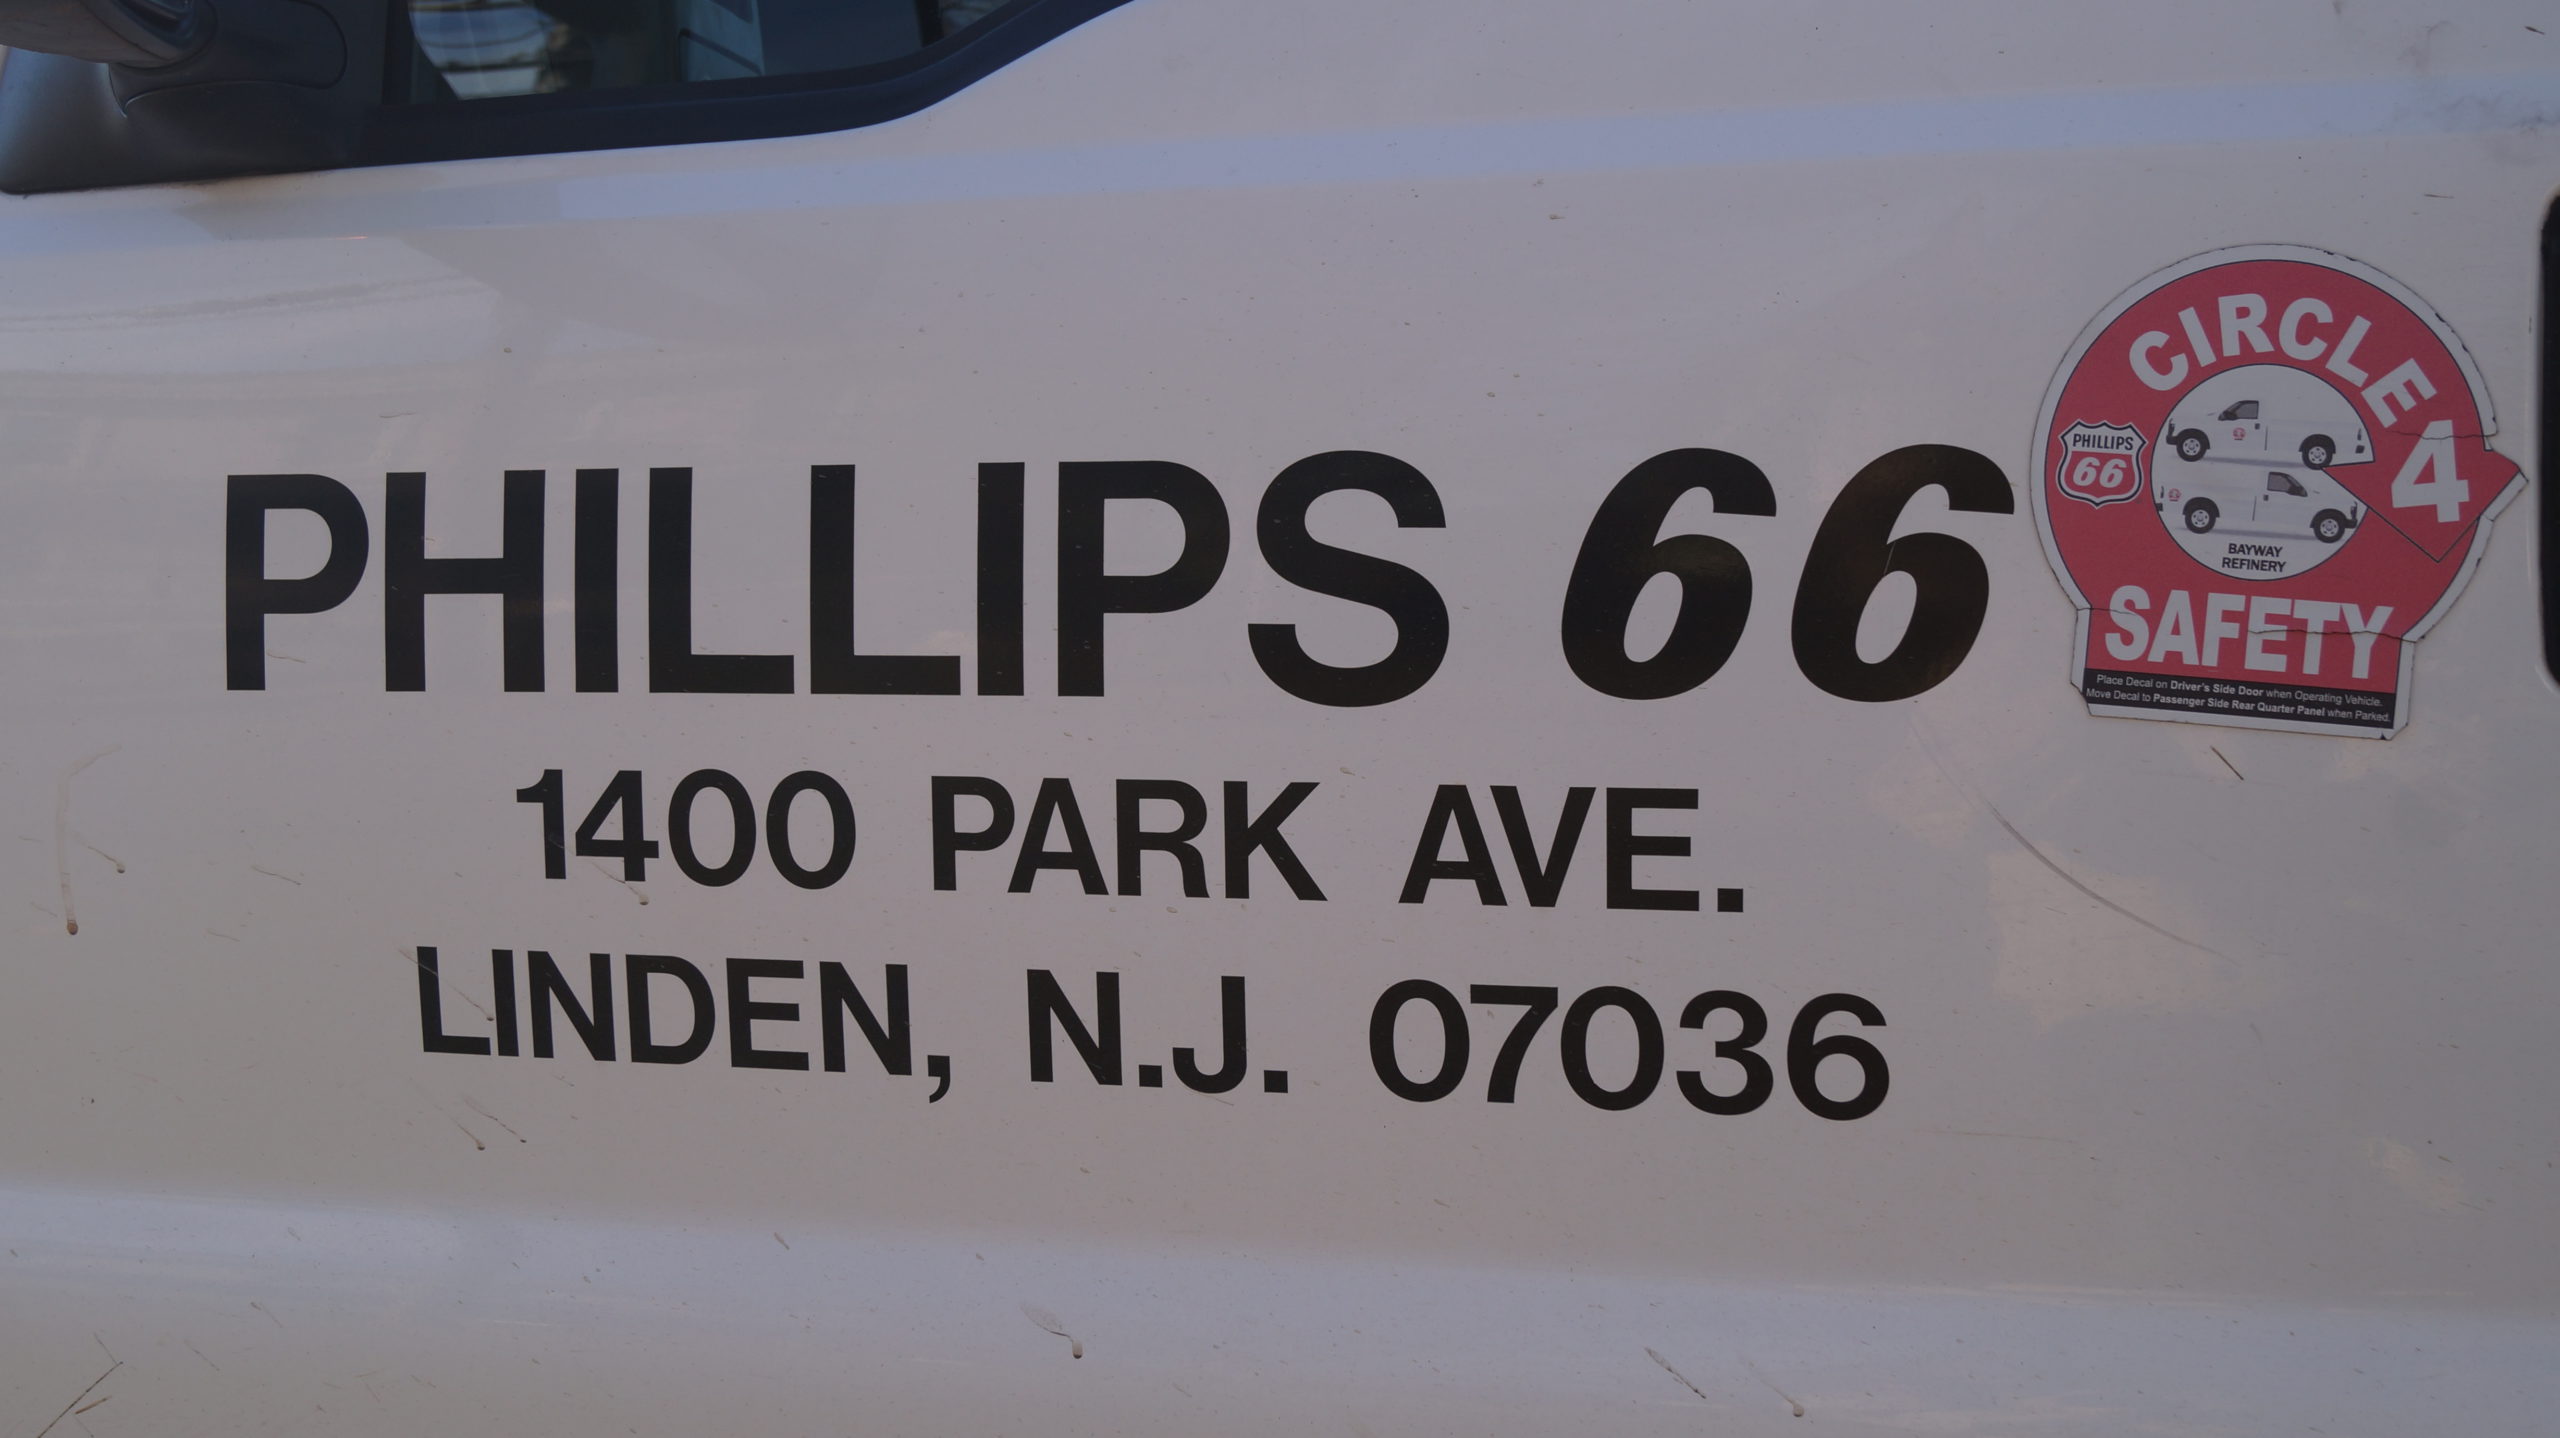 PHILLIPS 66
1400 PARK AVE.
LINDEN, N.J. 07036
CIRCLE 4
PHILLIPS
66
BAYWAY
REFINERY
SAFETY
Place Decal on Driver's Side Door when Operating Vehicle.
Move Decal to Passenger Side Rear Quarter Panel when Parked.